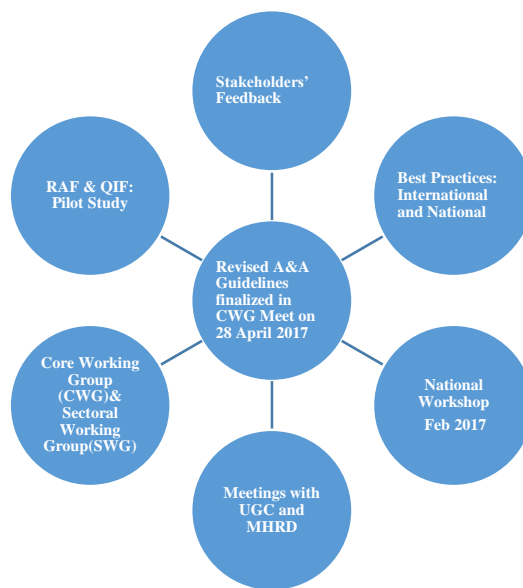 Stakeholders'
Feedback
RAF & QIF:
Pilot Study
Best Practices:
International
and National
Revised A&A
Guidelines
finalized in
CWG Meet on
28 April 2017
Core Working
Group
(CWG)&
Sectoral
Working
Group(SWG)
National
Workshop
Feb 2017
Meetings with
UGC and
MHRD